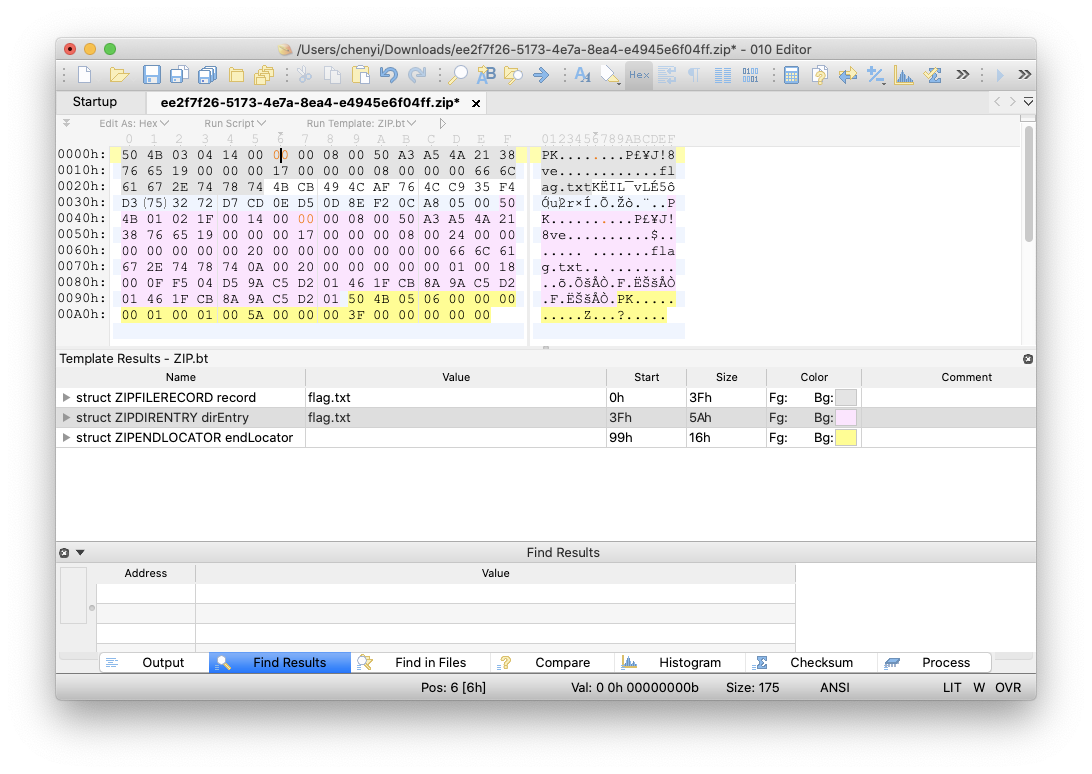 /Users/chenyi/Downloads/ee2f7f26-5173-4e7a-8ea4-e4945e6f04ff.zip* - 010 Editor
Hex
Startup
ee2f7f26-5173-4e7a-8ea4-e4945e6f04ff.zip*
Edit As: Hex Run Script Run Template: ZIP.bt
0 1 2 3 4 5 6 7 8 9 A B C D E F 0123456789ABCDEF
0000h: 50 4B 03 04 14 00 00 00 08 00 50 A3 A5 4A 21 38 PK........P£¥J!8
0010h: 76 65 19 00 00 00 17 00 00 00 08 00 00 00 66 6C ve............fl
0020h: 61 67 2E 74 78 74 4B CB 49 4C AF 76 4C C9 35 F4 ag.txtKËIL¯vLÉ5ô
0030h: D3 (75) 32 72 D7 CD 0E D5 0D 8E F2 0C A8 05 00 50 Óu2r×Í.Õ.Žò.¨..P
0040h: 4B 01 02 1F 00 14 00 00 00 08 00 50 A3 A5 4A 21 K..........P£¥J!
0050h: 38 76 65 19 00 00 00 17 00 00 00 08 00 24 00 00 8ve..........$..
0060h: 00 00 00 00 00 20 00 00 00 00 00 00 00 66 6C 61 ..... .......fla
0070h: 67 2E 74 78 74 0A 00 20 00 00 00 00 00 01 00 18 g.txt.. ........
0080h: 00 0F F5 04 D5 9A C5 D2 01 46 1F CB 8A 9A C5 D2 ..õ.ÕšÅÒ.F.ËŠšÅÒ
0090h: 01 46 1F CB 8A 9A C5 D2 01 50 4B 05 06 00 00 00 .F.ËŠšÅÒ.PK.....
00A0h: 00 01 00 01 00 5A 00 00 00 3F 00 00 00 00 00 .....Z...?.....
Template Results - ZIP.bt
Name Value Start Size Color Comment
struct ZIPFILERECORD record flag.txt 0h 3Fh Fg: Bg:
struct ZIPDIRENTRY dirEntry flag.txt 3Fh 5Ah Fg: Bg:
struct ZIPENDLOCATOR endLocator 99h 16h Fg: Bg:
Find Results
Address Value
Output Find Results Find in Files Compare Histogram Checksum Process
Pos: 6 [6h] Val: 0 0h 00000000b Size: 175 ANSI LIT W OVR